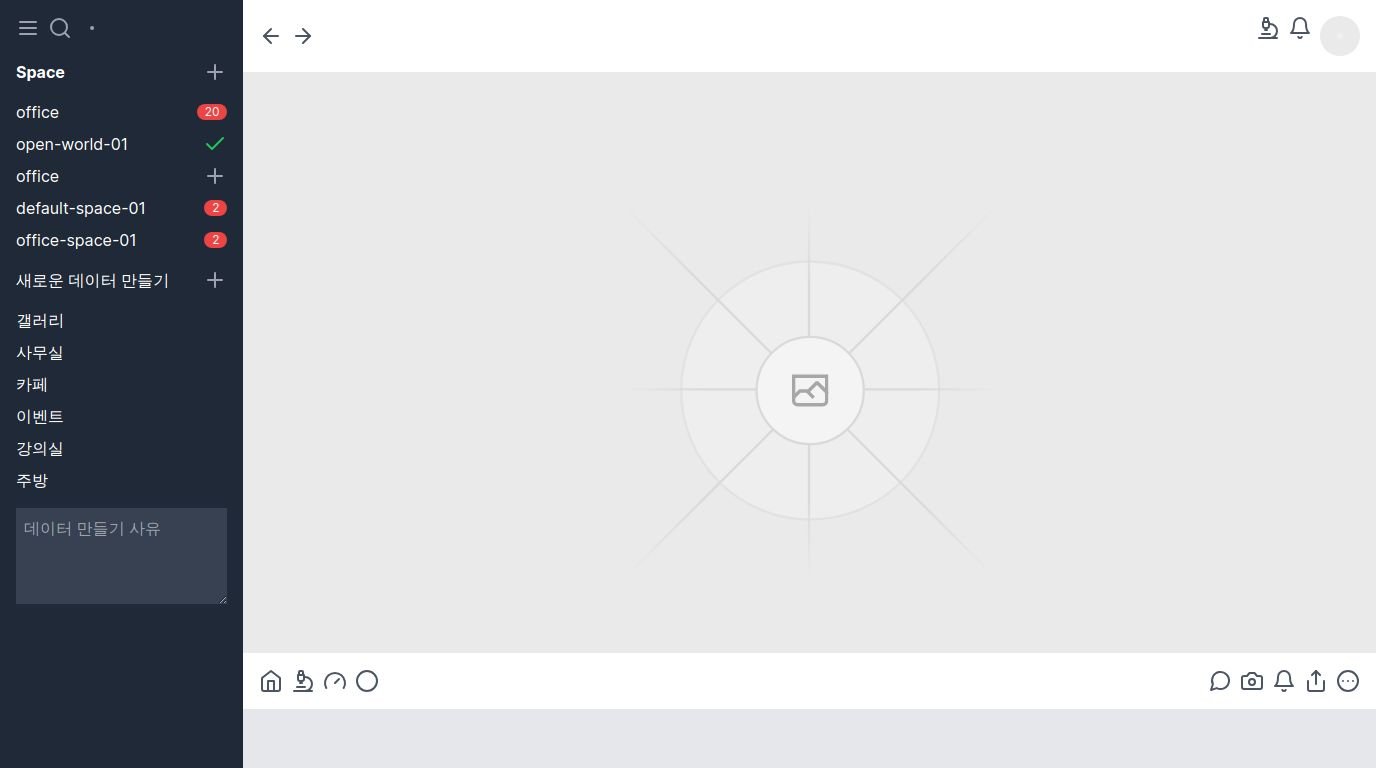 Space
office 20
open-world-01
office
default-space-01 2
office-space-01 2
새로운 데이터 만들기
갤러리
사무실
카페
이벤트
강의실
주방
데이터 만들기 사유